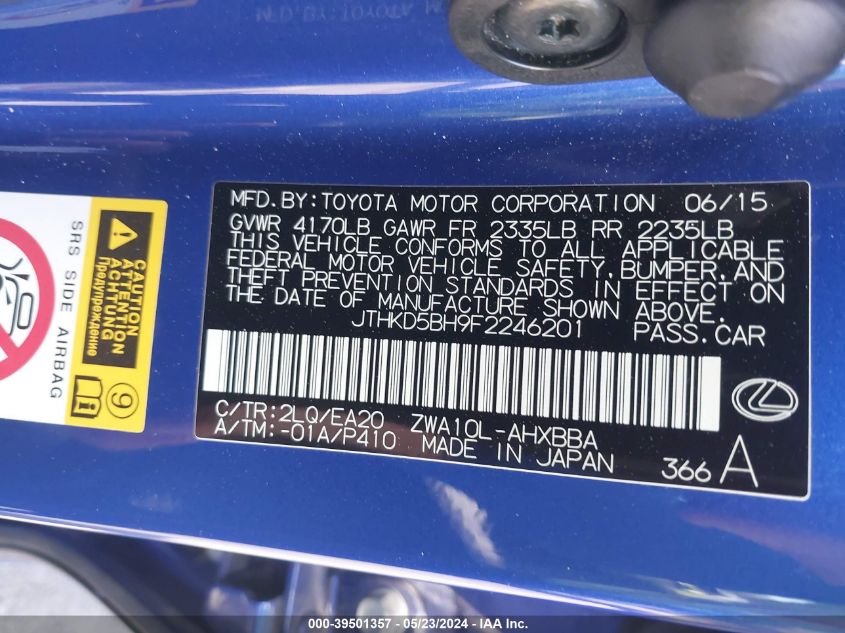 MFD.BY:TOYOTA MOTOR CORPORATION 06/15
GVWR 4170LB GAWR FR 2335LB RR 2235LB
THIS VEHICLE CONFORMS TO ALL APPLICABLE
FEDERAL MOTOR VEHICLE SAFETY,BUMPER,AND
THEFT PREVENTION STANDARDS IN EFFECT ON
THE DATE OF MANUFACTURE SHOWN ABOVE.
JTHKD5BH9F2246201 PASS.CAR
C/TR:2LQ/EA20 ZWA10L-AHXBBA
A/TM:-01A/P410 MADE IN JAPAN 366 A
SRS SIDE AIRBAG
CAUTION
ATTENTION
ACHTUNG
Предупреждение
9
000-39501357 - 05/23/2024 - IAA Inc.